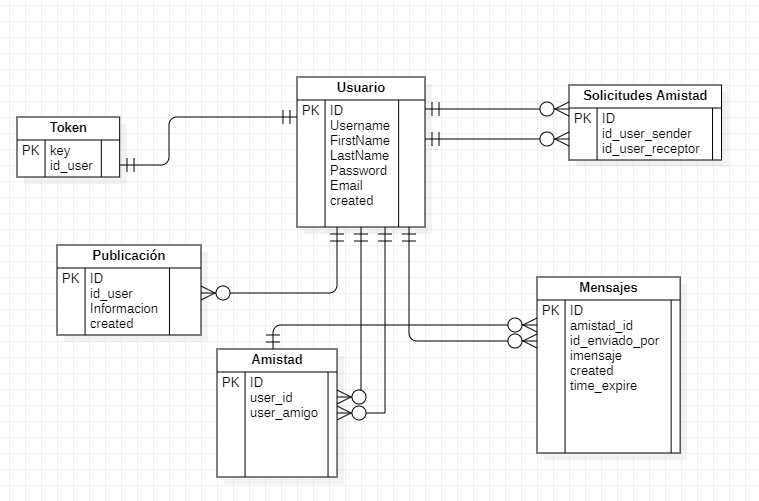 Usuario
PK ID
Username
FirstName
LastName
Password
Email
created
Solicitudes Amistad
PK ID
id_user_sender
id_user_receptor
Token
PK key
id_user
Publicación
PK ID
id_user
Informacion
created
Mensajes
PK ID
amistad_id
id_enviado_por
imensaje
created
time_expire
Amistad
PK ID
user_id
user_amigo